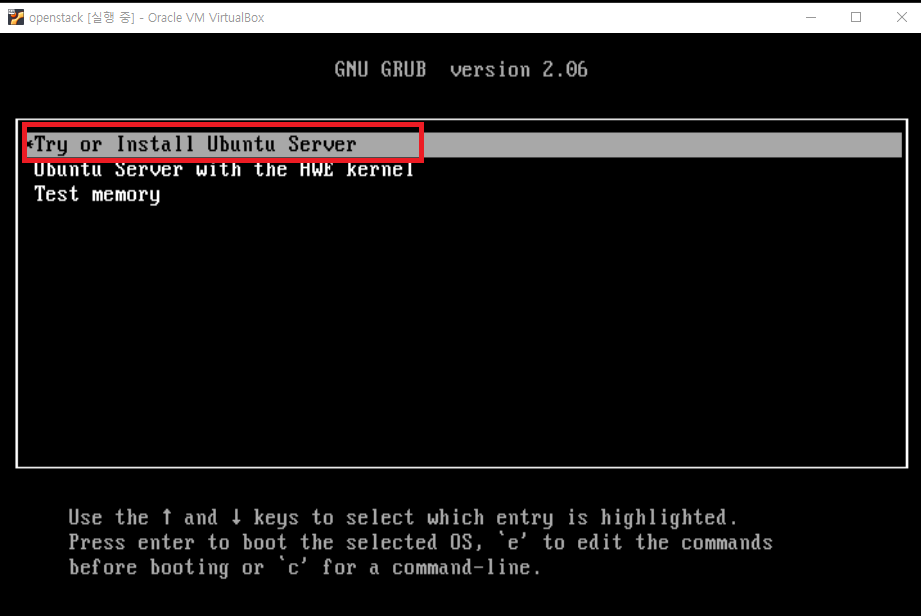 openstack [실행 중] - Oracle VM VirtualBox
GNU GRUB version 2.06
*Try or Install Ubuntu Server
Ubuntu Server with the HWE kernel
Test memory
Use the ↑ and ↓ keys to select which entry is highlighted.
Press enter to boot the selected OS, `e' to edit the commands
before booting or `c' for a command-line.